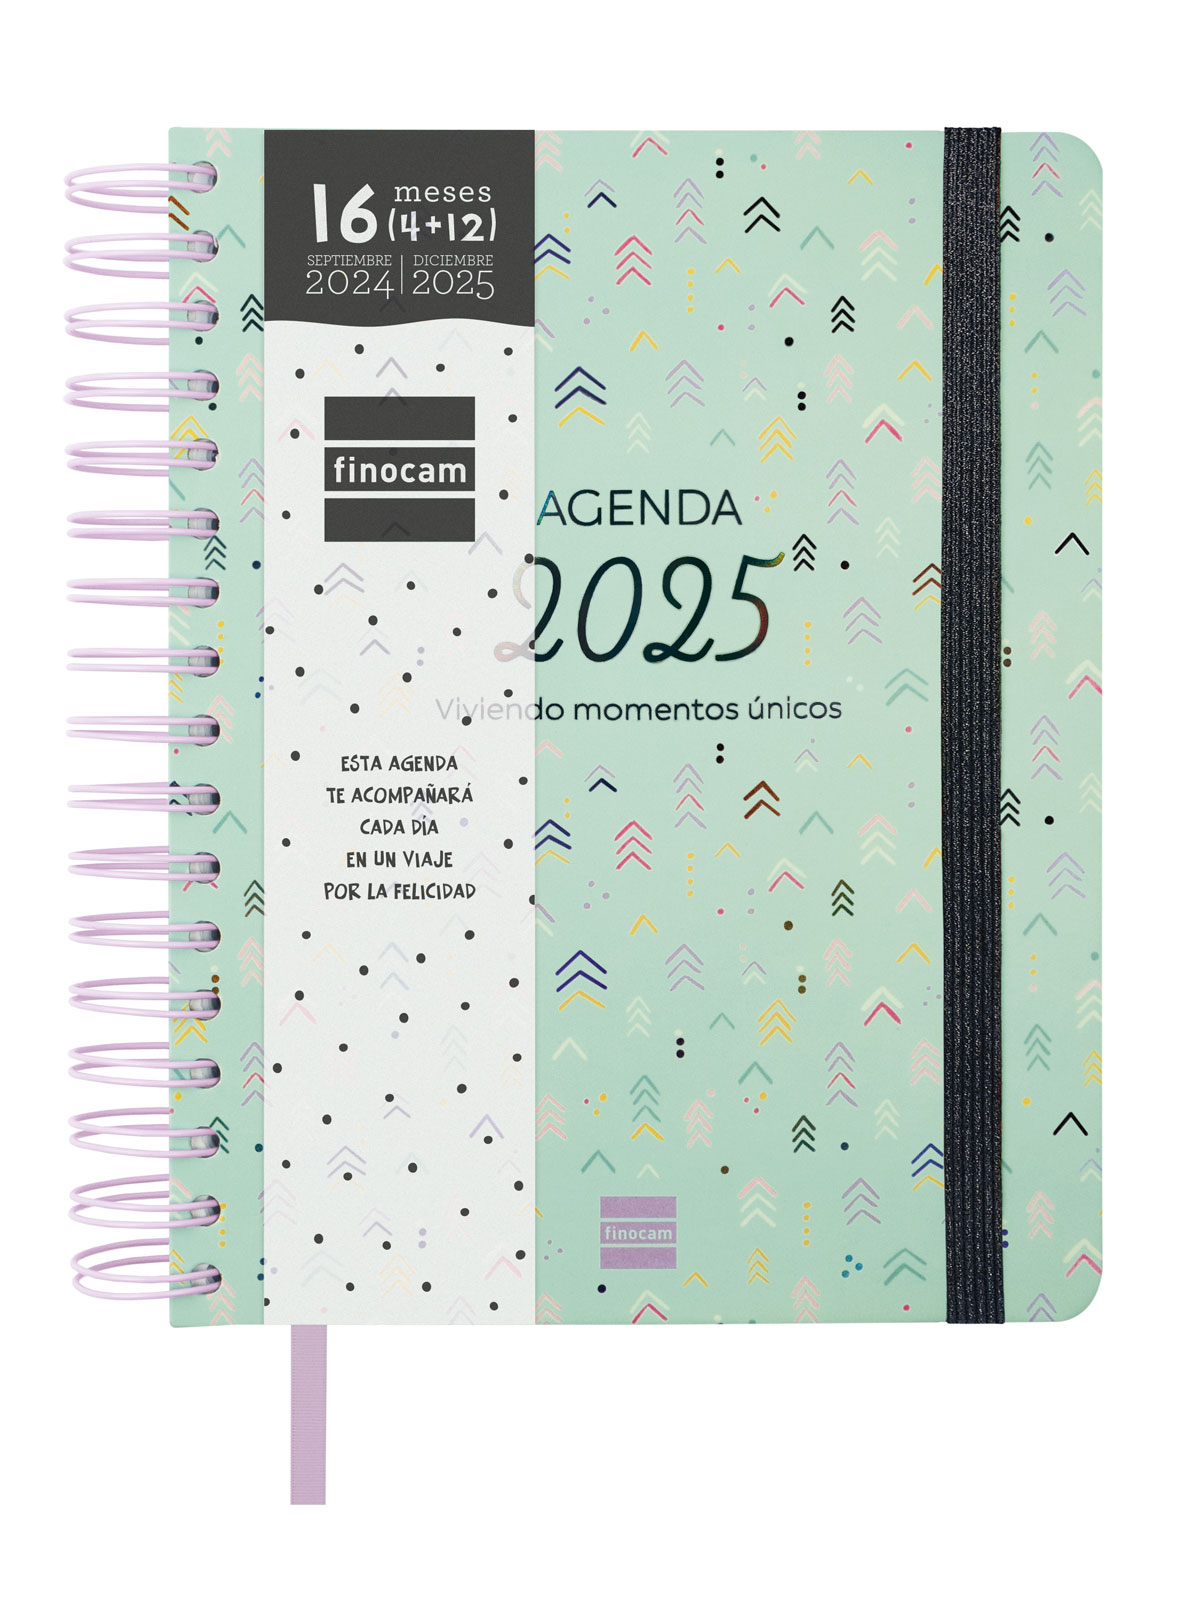 16 meses
(4+12)
SEPTIEMBRE
2024
DICIEMBRE
2025
finocam
AGENDA
2025
Viviendo momentos únicos
ESTA AGENDA
TE ACOMPAÑARÁ
CADA DÍA
EN UN VIAJE
POR LA FELICIDAD
finocam